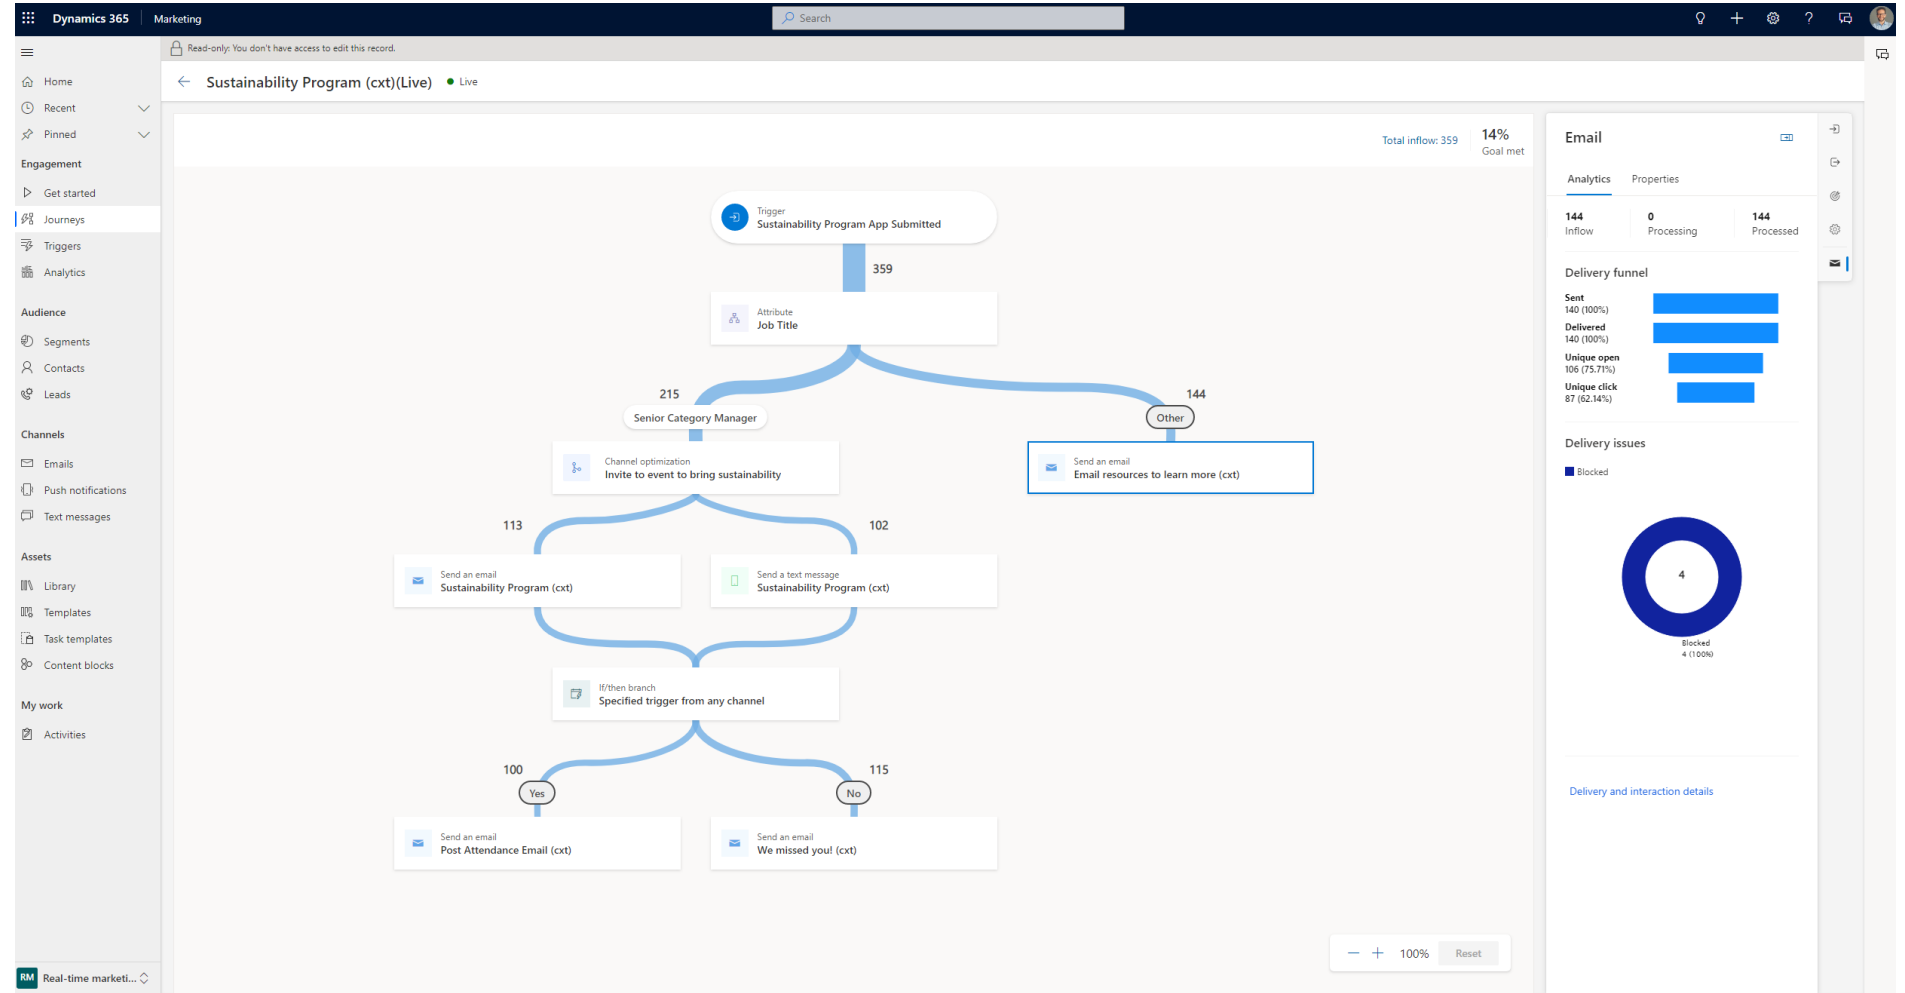 Dynamics 365
Marketing
Search
Read-only: You don't have access to edit this record.
Home
Recent
Pinned
Engagement
Get started
Journeys
Triggers
Analytics
Audience
Segments
Contacts
Leads
Channels
Emails
Push notifications
Text messages
Assets
Library
Templates
Task templates
Content blocks
My work
Activities
RM Real-time marketi...
Sustainability Program (cxt)(Live)
Live
Total inflow: 359
14%
Goal met
Trigger
Sustainability Program App Submitted
359
Attribute
Job Title
215
144
Senior Category Manager
Other
Channel optimization
Invite to event to bring sustainability
Send an email
Email resources to learn more (cxt)
113
102
Send an email
Sustainability Program (cxt)
Send a text message
Sustainability Program (cxt)
If/then branch
Specified trigger from any channel
100
115
Yes
No
Send an email
Post Attendance Email (cxt)
Send an email
We missed you! (cxt)
100%
Reset
Email
Analytics
Properties
144
Inflow
0
Processing
144
Processed
Delivery funnel
Sent
140 (100%)
Delivered
140 (100%)
Unique open
106 (75.71%)
Unique click
87 (62.14%)
Delivery issues
Blocked
4
Blocked
4 (100%)
Delivery and interaction details